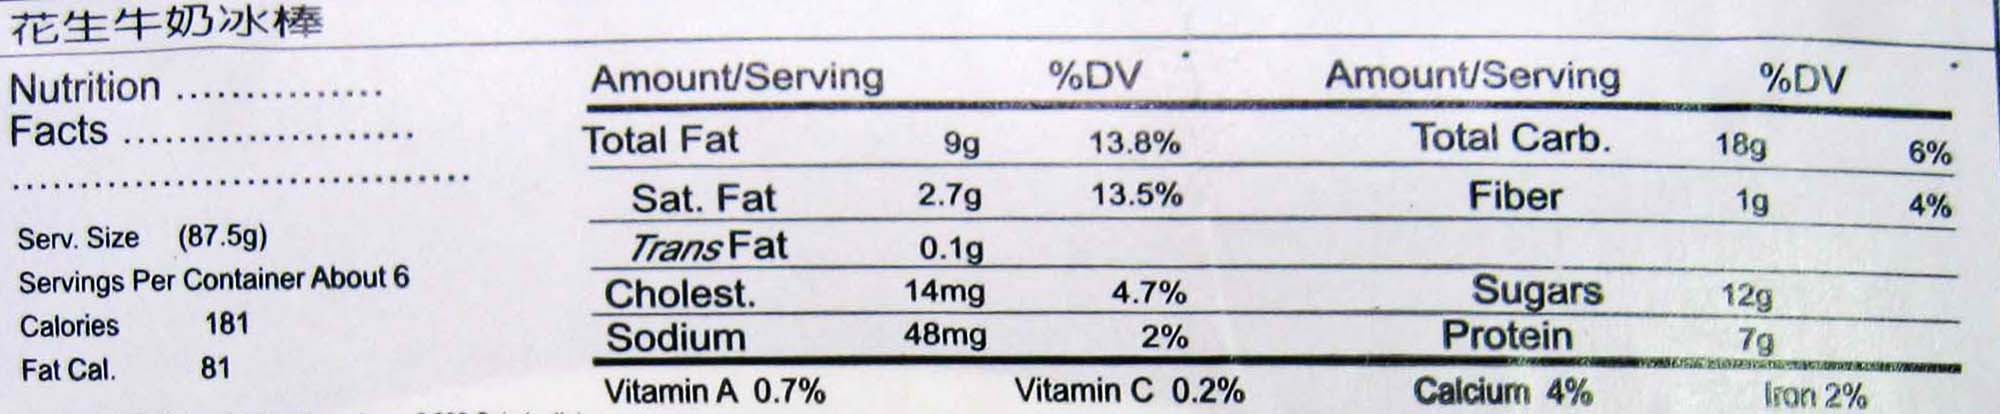 花生牛奶冰棒
Nutrition ...............
Facts ......................
..................................
Serv. Size (87.5g)
Servings Per Container About 6
Calories 181
Fat Cal. 81
Amount/Serving %DV * Amount/Serving %DV *
Total Fat 9g 13.8% Total Carb. 18g 6%
Sat. Fat 2.7g 13.5% Fiber 1g 4%
Trans Fat 0.1g
Cholest. 14mg 4.7% Sugars 12g
Sodium 48mg 2% Protein 7g
Vitamin A 0.7% Vitamin C 0.2% Calcium 4% Iron 2%